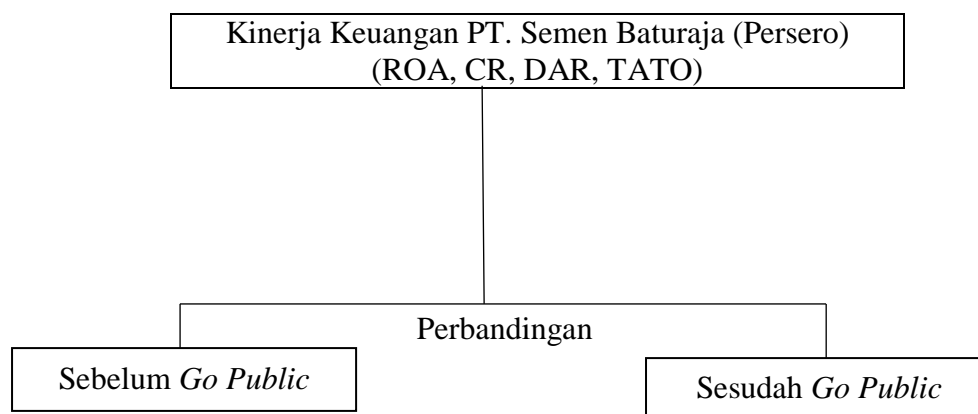 Kinerja Keuangan PT. Semen Baturaja (Persero)
(ROA, CR, DAR, TATO)
Perbandingan
Sebelum Go Public
Sesudah Go Public